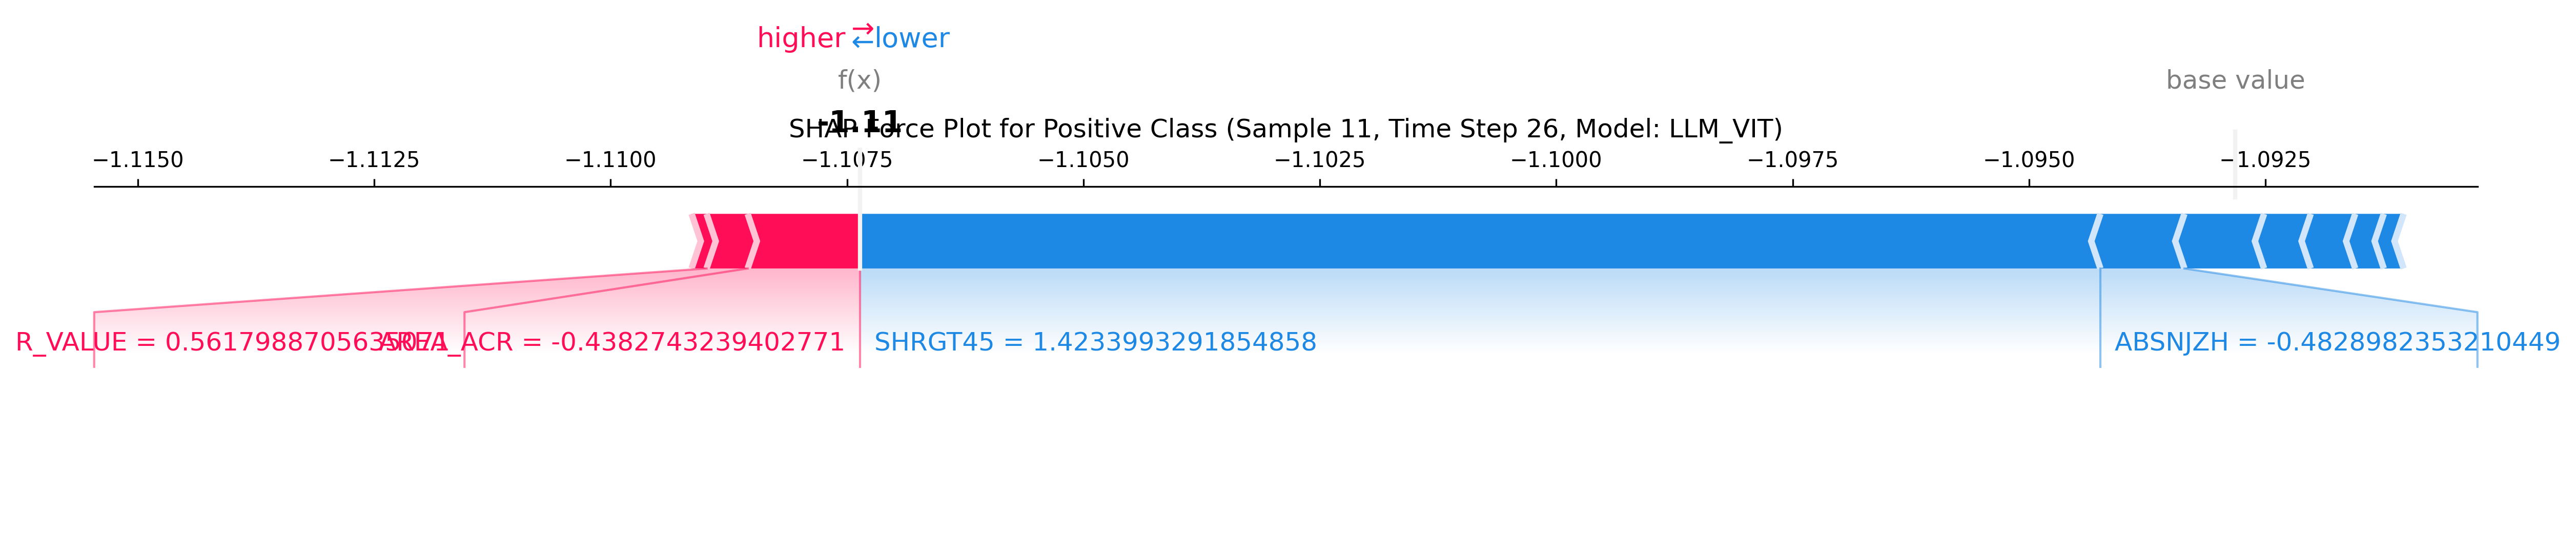 higher ⇄ lower
f(x)
base value
-1.11
SHAP Force Plot for Positive Class (Sample 11, Time Step 26, Model: LLM_VIT)
−1.1150 −1.1125 −1.1100 −1.1075 −1.1050 −1.1025 −1.1000 −1.0975 −1.0950 −1.0925
R_VALUE = 0.561798870563507​1 AREA_ACR = -0.4382743239402771 SHRGT45 = 1.4233993291854858 ABSNJZH = -0.4828982353210449